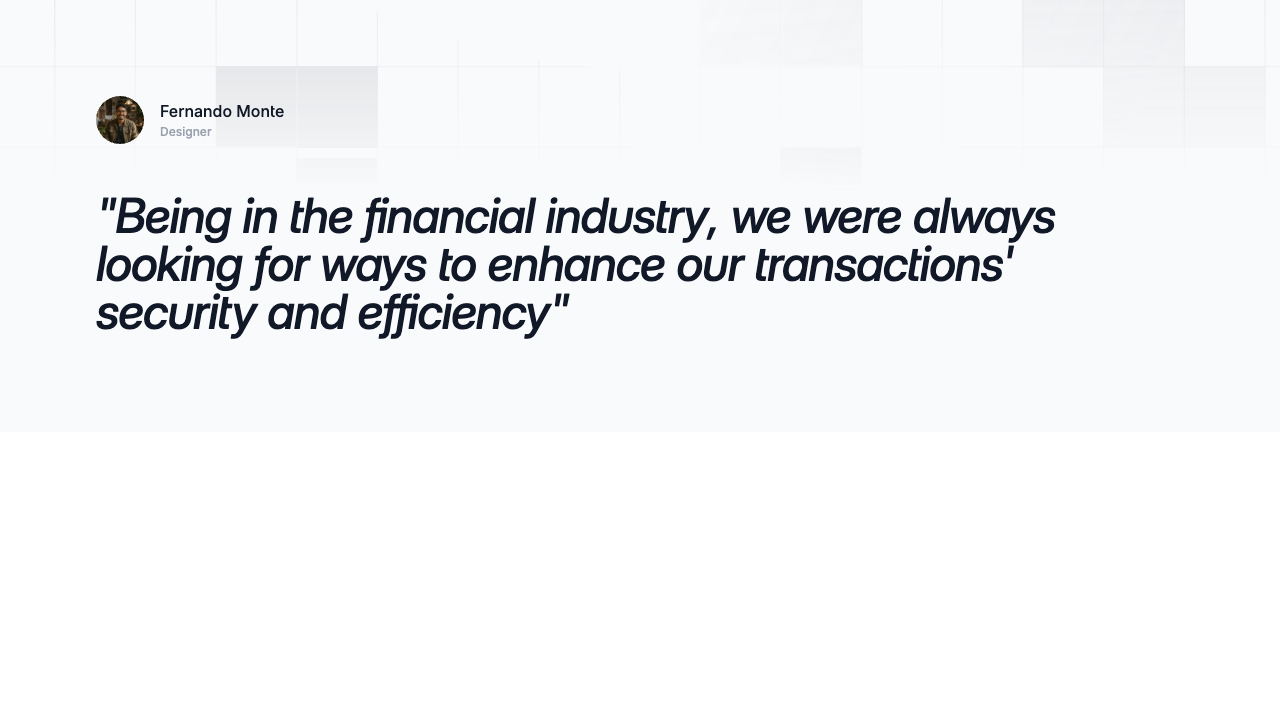 Fernando Monte
Designer
"Being in the financial industry, we were always
looking for ways to enhance our transactions'
security and efficiency"